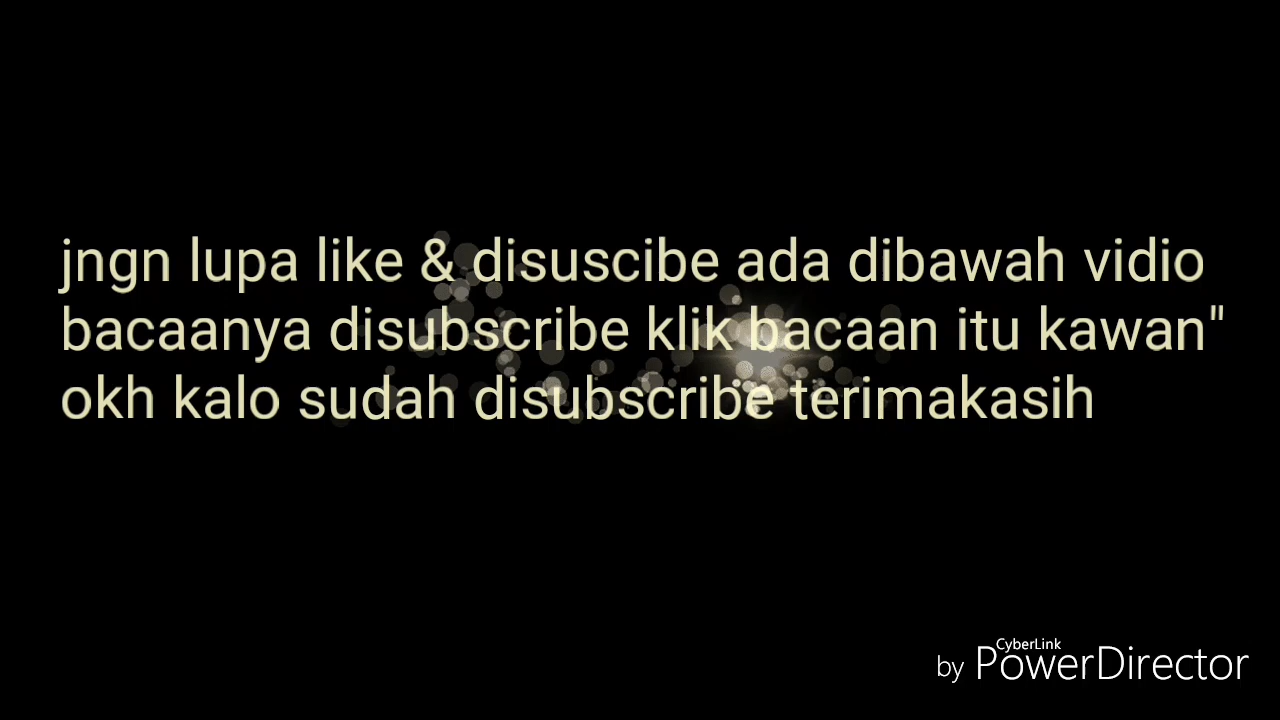 jngn lupa like & disuscibe ada dibawah vidio
bacaanya disubscribe klik bacaan itu kawan"
okh kalo sudah disubscribe terimakasih
CyberLink
by PowerDirector